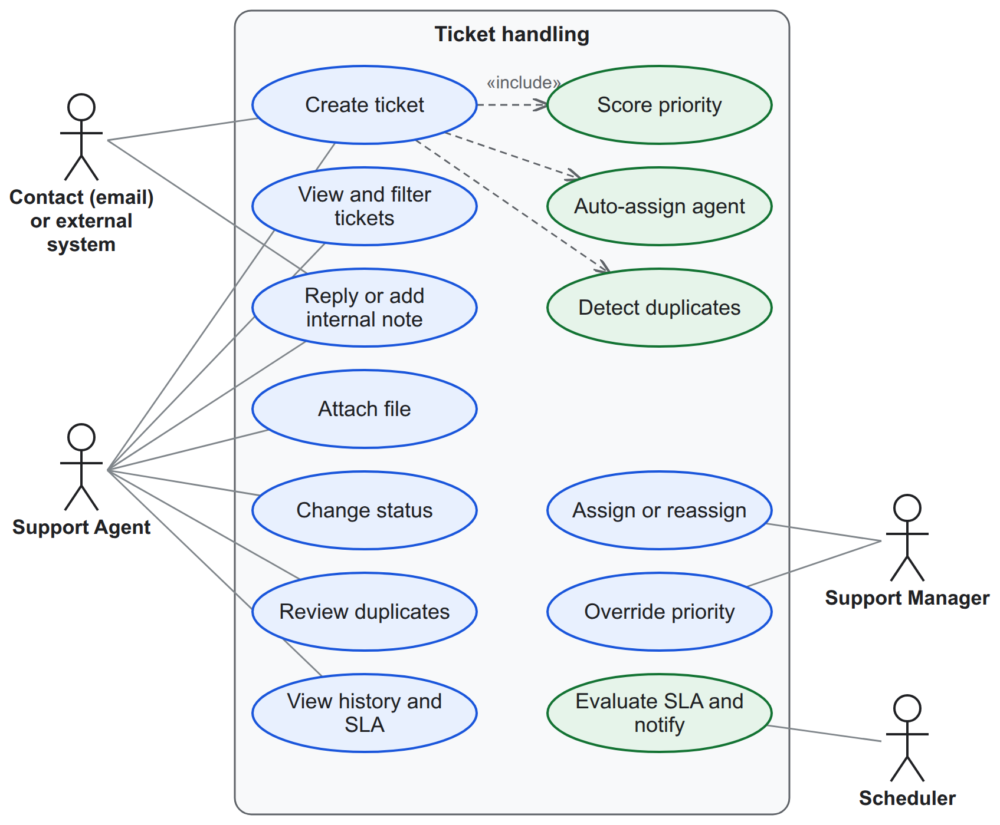 Ticket handling
Create ticket
«include»
Score priority
Contact (email)
or external
system
View and filter
tickets
Auto-assign agent
Reply or add
internal note
Detect duplicates
Attach file
Support Agent
Change status
Assign or reassign
Support Manager
Review duplicates
Override priority
View history and
SLA
Evaluate SLA and
notify
Scheduler